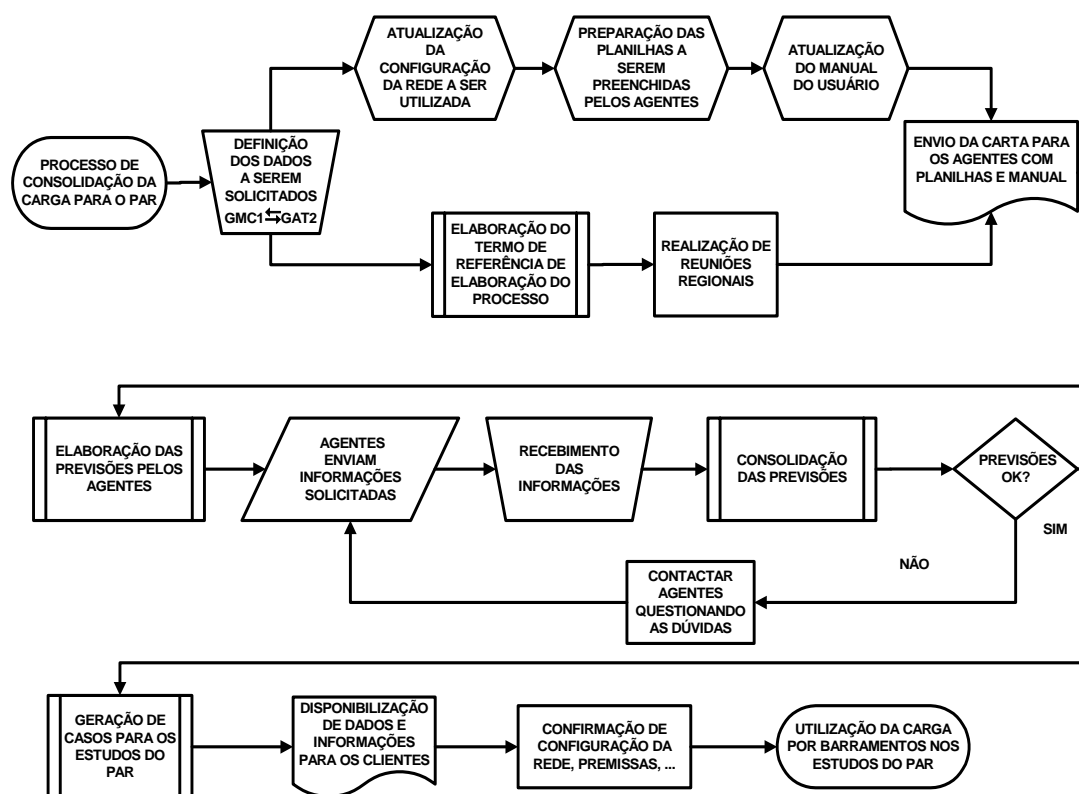 ATUALIZAÇÃO
DA
CONFIGURAÇÃO
DA REDE A SER
UTILIZADA
PREPARAÇÃO DAS
PLANILHAS A
SEREM
PREENCHIDAS
PELOS AGENTES
ATUALIZAÇÃO
DO MANUAL
DO USUÁRIO
PROCESSO DE
CONSOLIDAÇÃO DA
CARGA PARA O PAR
DEFINIÇÃO
DOS DADOS
A SEREM
SOLICITADOS
GMC1⇆GAT2
ENVIO DA CARTA PARA
OS AGENTES COM
PLANILHAS E MANUAL
ELABORAÇÃO DO
TERMO DE
REFERÊNCIA DE
ELABORAÇÃO DO
PROCESSO
REALIZAÇÃO DE
REUNIÕES
REGIONAIS
ELABORAÇÃO DAS
PREVISÕES PELOS
AGENTES
AGENTES
ENVIAM
INFORMAÇÕES
SOLICITADAS
RECEBIMENTO
DAS
INFORMAÇÕES
CONSOLIDAÇÃO
DAS PREVISÕES
PREVISÕES
OK?
SIM
NÃO
CONTACTAR
AGENTES
QUESTIONANDO
AS DÚVIDAS
GERAÇÃO DE
CASOS PARA OS
ESTUDOS DO
PAR
DISPONIBILIZAÇÃO
DE DADOS E
INFORMAÇÕES
PARA OS CLIENTES
CONFIRMAÇÃO DE
CONFIGURAÇÃO DA
REDE, PREMISSAS, ...
UTILIZAÇÃO DA CARGA
POR BARRAMENTOS NOS
ESTUDOS DO PAR